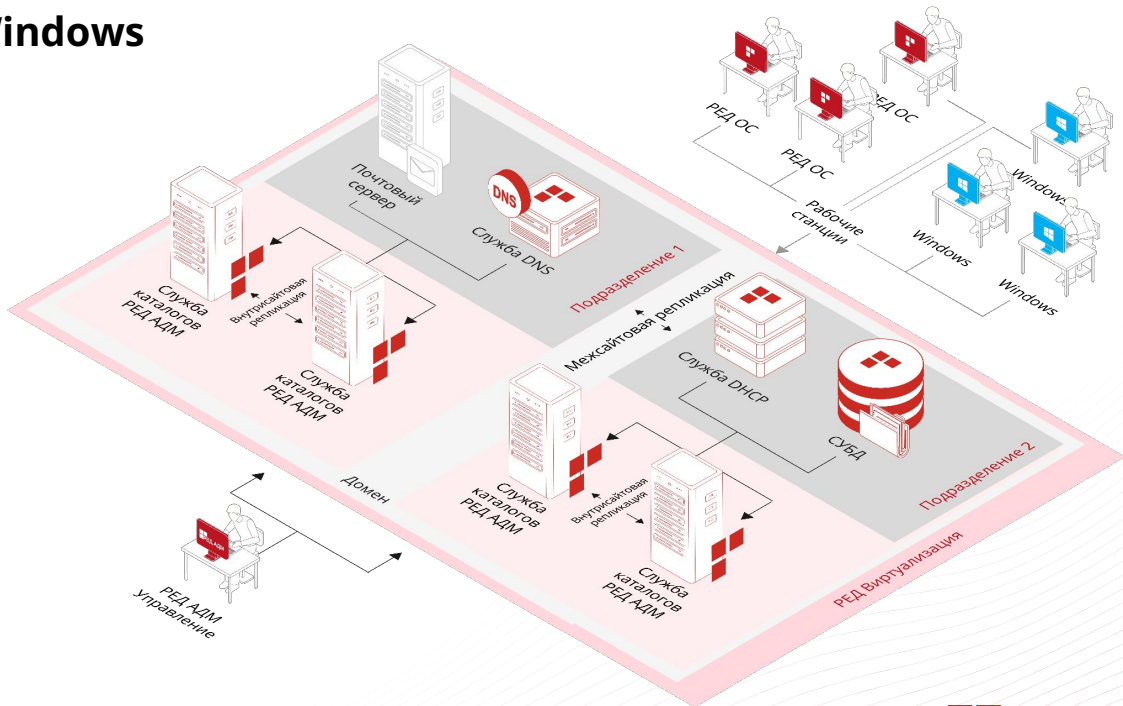 Windows
РЕД ОС
РЕД ОС
РЕД ОС
Windows
Windows
Windows
Рабочие
станции
Почтовый
сервер
DNS
Служба DNS
Подразделение 1
Служба
каталогов
РЕД АДМ
Внутрисайтовая
репликация
Служба
каталогов
РЕД АДМ
Межсайтовая репликация
Служба DHCP
СУБД
Подразделение 2
Служба
каталогов
РЕД АДМ
Внутрисайтовая
репликация
Служба
каталогов
РЕД АДМ
Домен
РЕД Виртуализация
РЕД АДМ
РЕД АДМ
Управление